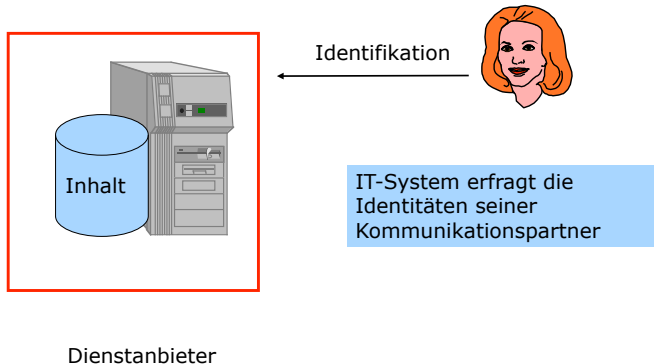 Identifikation
Inhalt
IT-System erfragt die
Identitäten seiner
Kommunikationspartner
Dienstanbieter